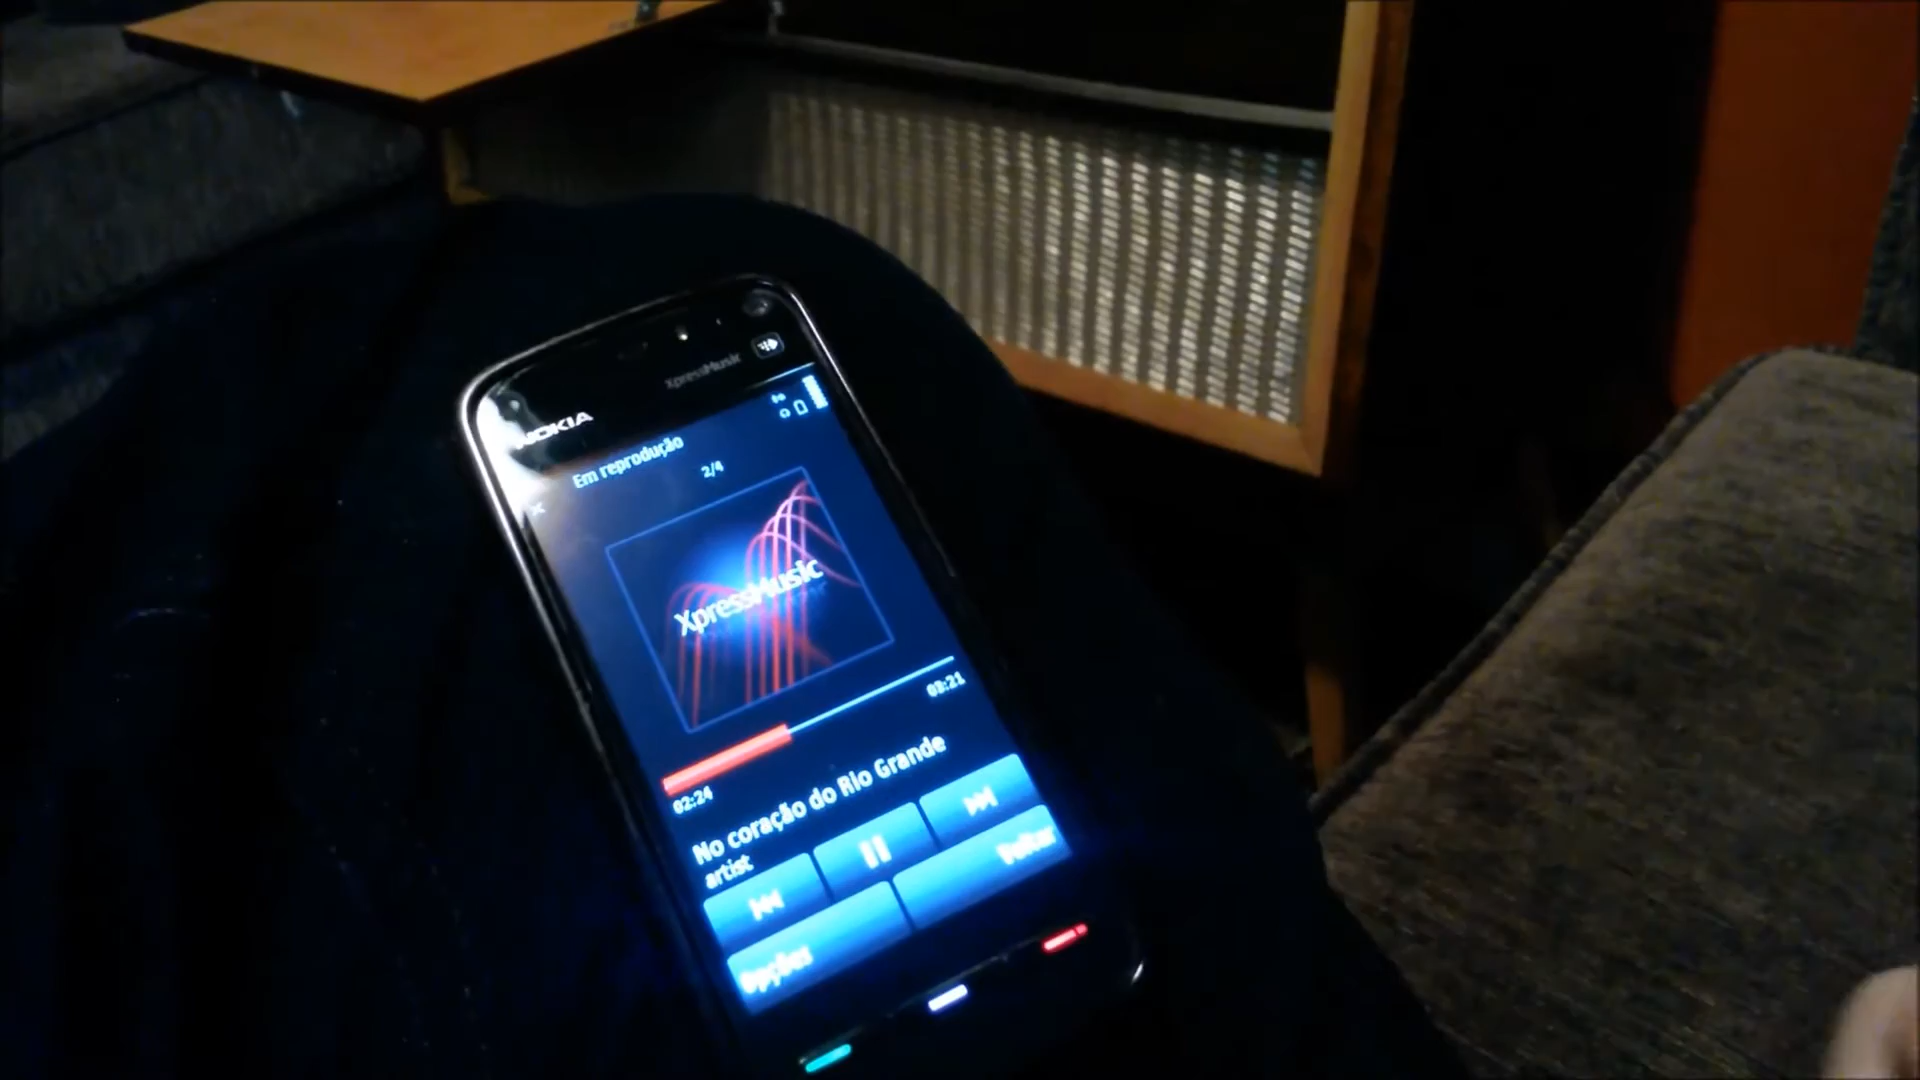 XpressMusic
NOKIA
Em reprodução
2/4
XpressMusic
03:21
02:24
No coração do Rio Grande
artist
Voltar
Opções